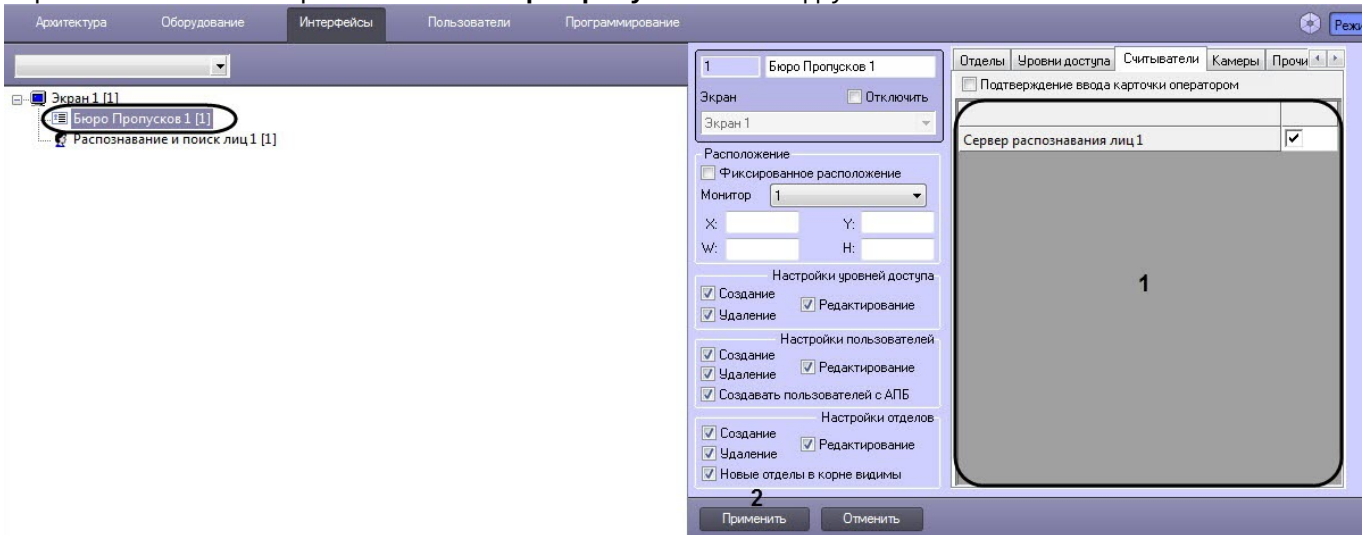 Архитектура Оборудование Интерфейсы Пользователи Программирование
Экран 1 [1]
Бюро Пропусков 1 [1]
Распознавание и поиск лиц 1 [1]
1 Бюро Пропусков 1
Экран Отключить
Экран 1
Расположение
Фиксированное расположение
Монитор 1
X: Y:
W: H:
Настройки уровней доступа
Создание
Редактирование
Удаление
Настройки пользователей
Создание
Редактирование
Удаление
Создавать пользователей с АПБ
Настройки отделов
Создание
Редактирование
Удаление
Новые отделы в корне видимы
2
Применить Отменить
Отделы Уровни доступа Считыватели Камеры Прочи
Подтверждение ввода карточки оператором
Сервер распознавания лиц 1
1